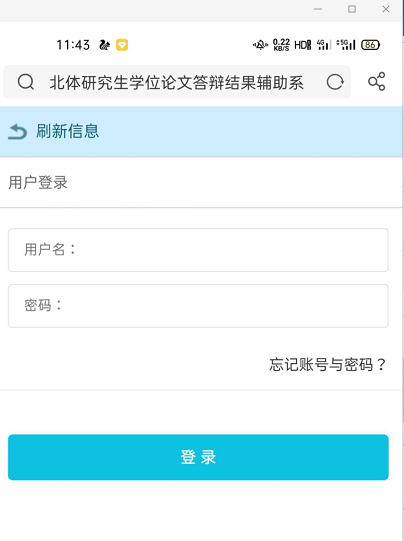 11:43 0.22 KB/S HD 4G 5G 86
北体研究生学位论文答辩结果辅助系
刷新信息
用户登录
用户名：
密码：
忘记账号与密码？
登 录